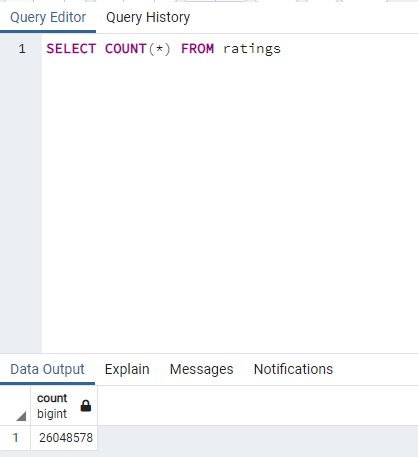 Query Editor Query History
1 SELECT COUNT(*) FROM ratings
Data Output Explain Messages Notifications
count
bigint
1 26048578